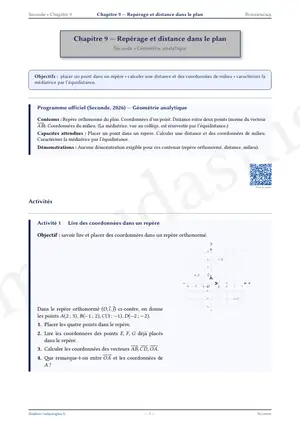 Seconde • Chapitre 9
Chapitre 9 — Repérage et distance dans le plan
Chapitre 9 — Repérage et distance dans le plan
Seconde • Géométrie analytique
Objectifs : placer un point dans un repère • calculer une distance et des coordonnées de milieu • caractériser la
médiatrice par l'équidistance.
Programme officiel (Seconde, 2026) — Géométrie analytique
Contenus : Repère orthonormé du plan. Coordonnées d'un point. Distance entre deux points (norme du vecteur
AB). Coordonnées du milieu. (La médiatrice, vue au collège, est réinvestie par l'équidistance.)
Capacités attendues : Placer un point dans un repère. Calculer une distance et des coordonnées de milieu.
Caractériser la médiatrice par l'équidistance.
Démonstrations : Aucune démonstration exigible pour ces contenus (repère orthonormé, distance, milieu).
Activités
Activité 1 Lire des coordonnées dans un repère
Objectif : savoir lire et placer des coordonnées dans un repère orthonormé.
Dans le repère orthonormé (O, i, j) ci-contre, on donne
les points A(2 ; 3), B(−1 ; 2), C(3 ; −1), D(−2 ; −2).
1. Placer les quatre points dans le repère.
2. Lire les coordonnées des points E, F, G déjà placés
dans le repère.
3. Calculer les coordonnées des vecteurs AB, CD, OA.
4. Que remarque-t-on entre OA et les coordonnées de
A ?
— 1 —